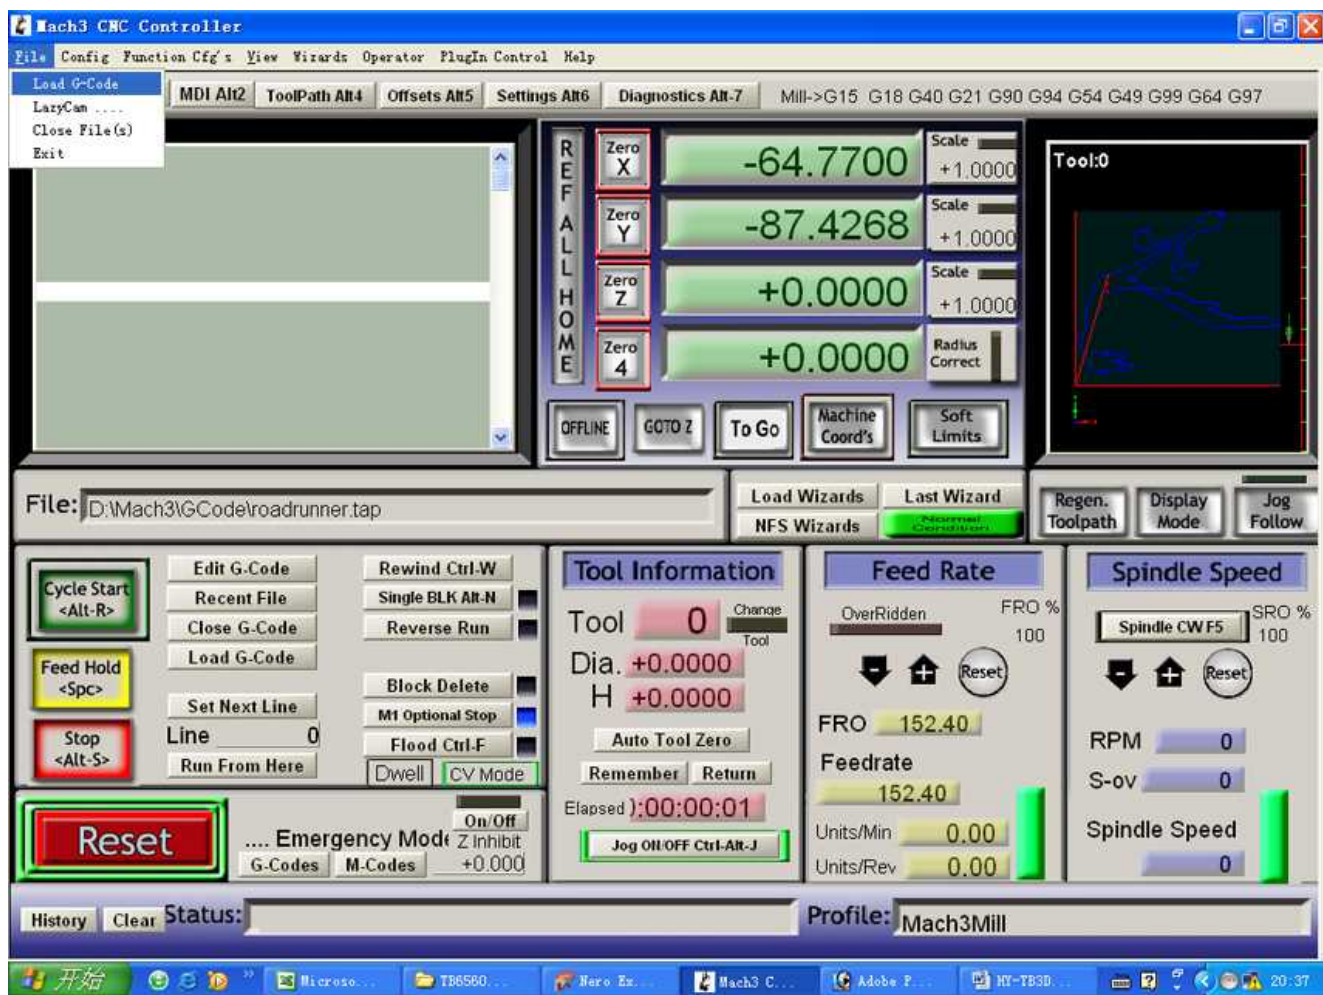 Mach3 CNC Controller
File Config Function Cfg's View Wizards Operator PlugIn Control Help
Load G-Code
LazyCam ....
Close File(s)
Exit
MDI Alt2 ToolPath Alt4 Offsets Alt5 Settings Alt6 Diagnostics Alt-7 Mill->G15 G18 G40 G21 G90 G94 G54 G49 G99 G64 G97
REF ALL HOME
Zero X -64.7700 Scale +1.0000
Zero Y -87.4268 Scale +1.0000
Zero Z +0.0000 Scale +1.0000
Zero 4 +0.0000 Radius Correct
OFFLINE GOTO Z To Go Machine Coord's Soft Limits
Tool:0
File: D:\Mach3\GCode\roadrunner.tap
Load Wizards Last Wizard
NFS Wizards Normal Condition
Regen. Toolpath Display Mode Jog Follow
Cycle Start <Alt-R>
Feed Hold <Spc>
Stop <Alt-S>
Edit G-Code
Recent File
Close G-Code
Load G-Code
Set Next Line
Line 0
Run From Here
Rewind Ctrl-W
Single BLK Alt-N
Reverse Run
Block Delete
M1 Optional Stop
Flood Ctrl-F
Dwell CV Mode
Reset
.... Emergency Mode
G-Codes M-Codes
On/Off
Z Inhibit
+0.000
Tool Information
Tool 0 Change Tool
Dia. +0.0000
H +0.0000
Auto Tool Zero
Remember Return
Elapsed ):00:00:01
Jog ON/OFF Ctrl-Alt-J
Feed Rate
OverRidden FRO % 100
Reset
FRO 152.40
Feedrate
152.40
Units/Min 0.00
Units/Rev 0.00
Spindle Speed
Spindle CW F5 SRO % 100
Reset
RPM 0
S-ov 0
Spindle Speed
0
History Clear Status:
Profile: Mach3Mill
开始 Microso... TB6560... Nero Ex... Mach3 C... Adobe P... HY-TB3D... 20:37